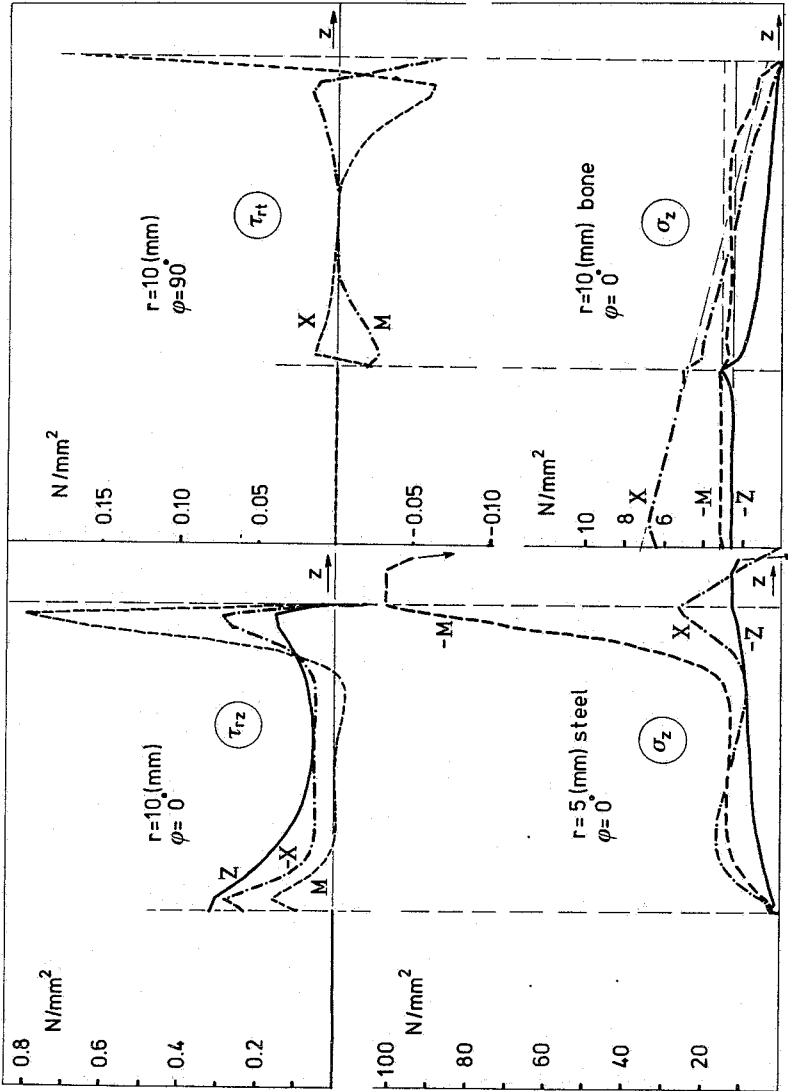 N/mm²
0.8
0.6
0.4
0.2
r=10(mm)
φ=0°
τrz
Z
-X
M
z
N/mm²
0.15
0.10
0.05
-0.05
-0.10
r=10(mm)
φ=90°
τrt
X
M
z
N/mm²
100
80
60
40
20
r=5(mm) steel
φ=0°
σz
-M
X
-Z
z
N/mm²
10
8
6
X
-M
-Z
r=10(mm) bone
φ=0°
σz
z